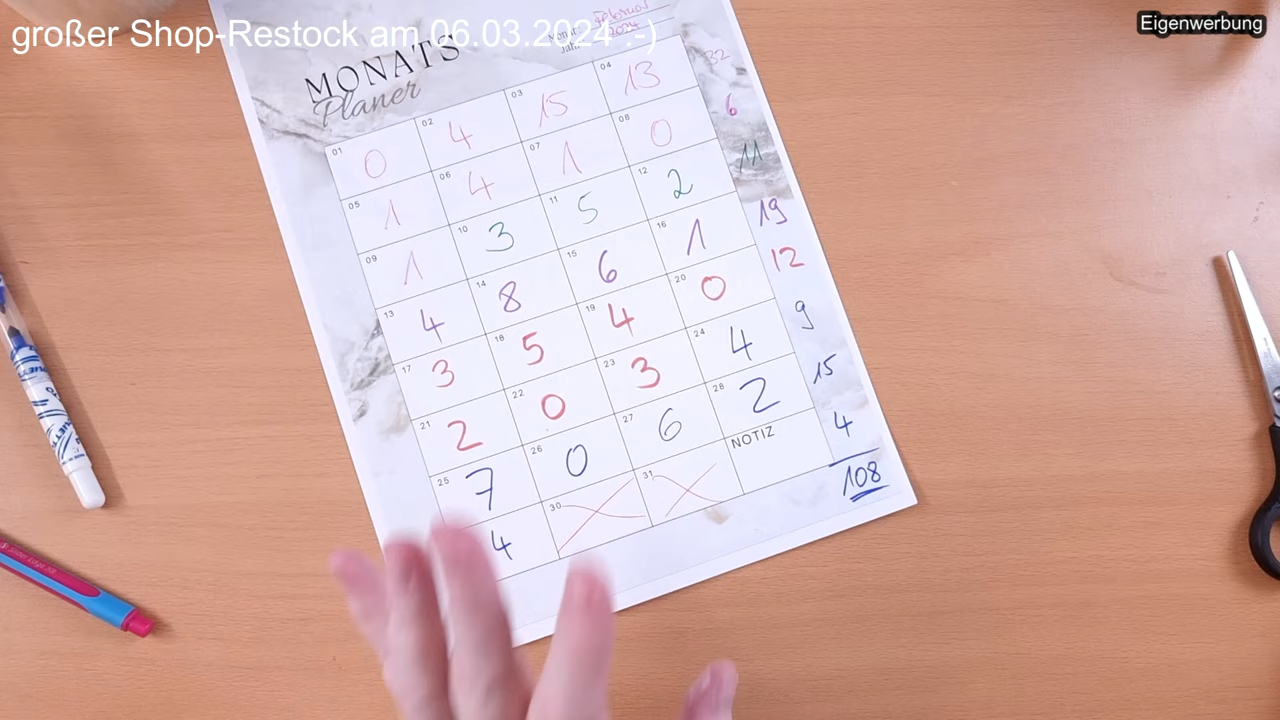 großer Shop-Restock am 06.03.2024 :-)
Eigenwerbung
MONATS
Planer
Monat: Februar
Jahr: 2024
01 0 02 4 03 15 04 13 32
05 1 06 4 07 1 08 0 6
09 1 10 3 11 5 12 2 11
13 4 14 8 15 6 16 1 19
17 3 18 5 19 4 20 0 12
21 2 22 0 23 3 24 4 9
25 7 26 0 27 6 28 2 15
4 30 31 NOTIZ 4
108